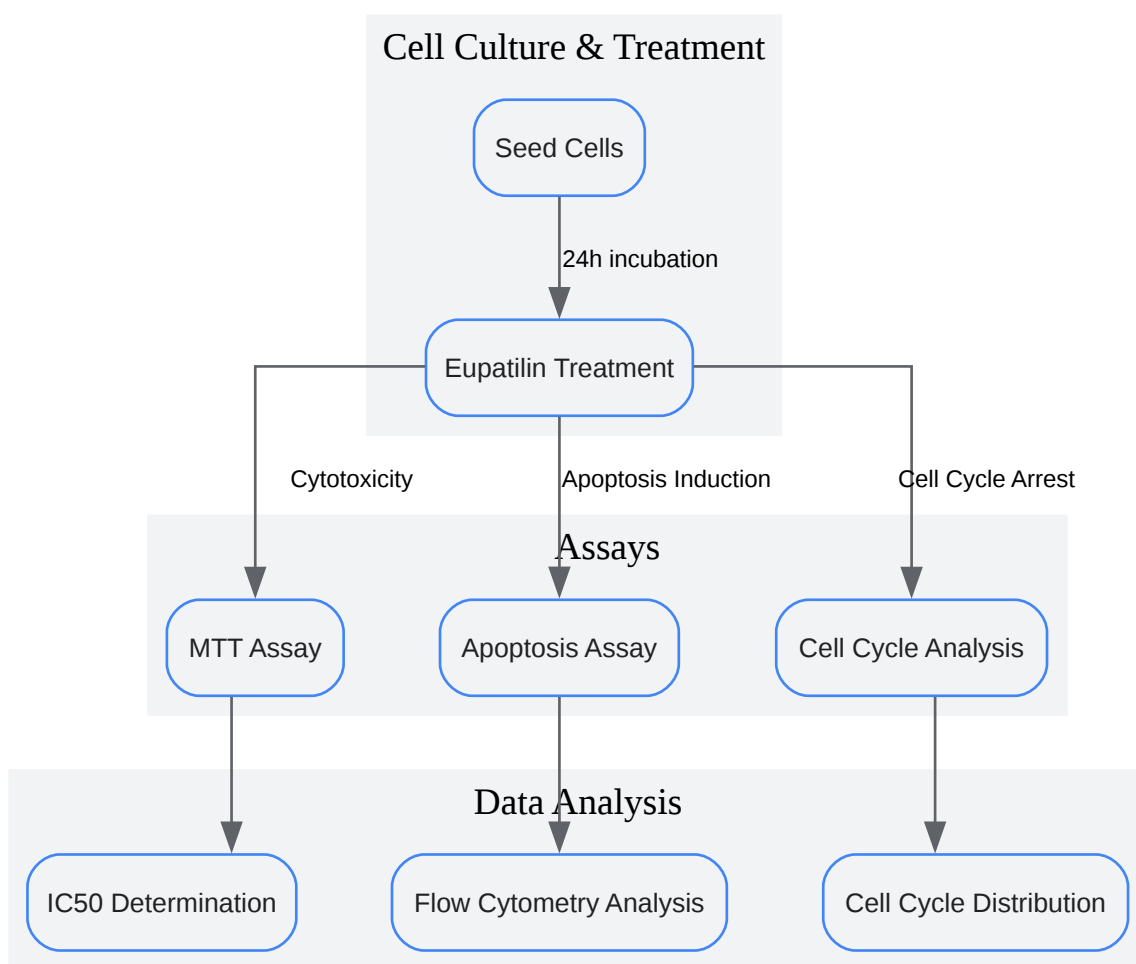 Cell Culture & Treatment
Seed Cells
24h incubation
Eupatilin Treatment
Cytotoxicity
Apoptosis Induction
Cell Cycle Arrest
Assays
MTT Assay
Apoptosis Assay
Cell Cycle Analysis
Data Analysis
IC50 Determination
Flow Cytometry Analysis
Cell Cycle Distribution